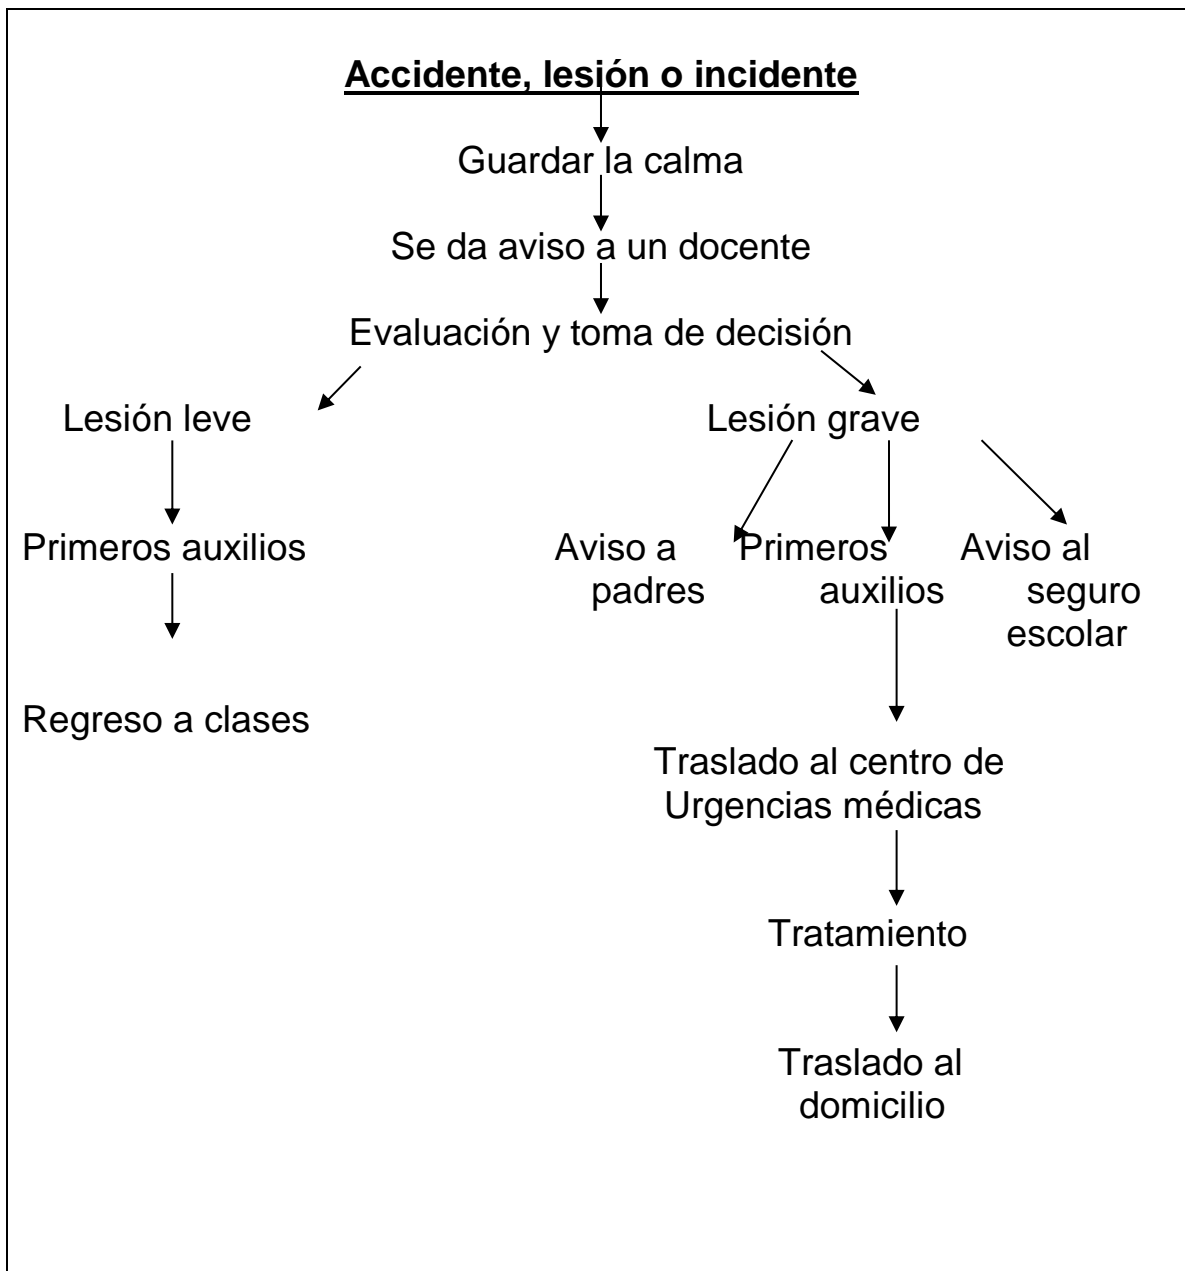 Accidente, lesión o incidente
Guardar la calma
Se da aviso a un docente
Evaluación y toma de decisión
Lesión leve Lesión grave
Primeros auxilios Aviso a Primeros Aviso al
padres auxilios seguro
escolar
Regreso a clases
Traslado al centro de
Urgencias médicas
Tratamiento
Traslado al
domicilio